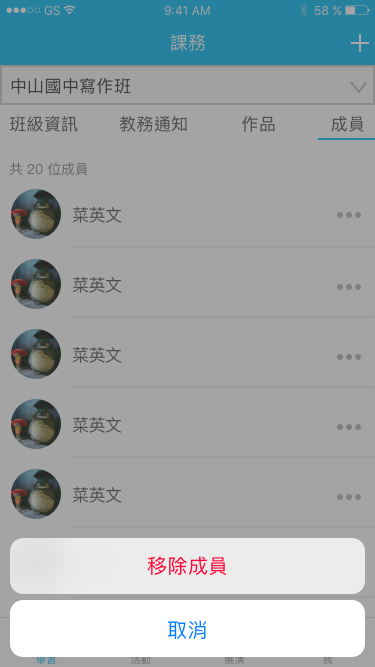 GS 9:41 AM 58 %
課務
中山國中寫作班
班級資訊 教務通知 作品 成員
共 20 位成員
菜英文
菜英文
菜英文
菜英文
菜英文
移除成員
取消
學習 活動 展演 我